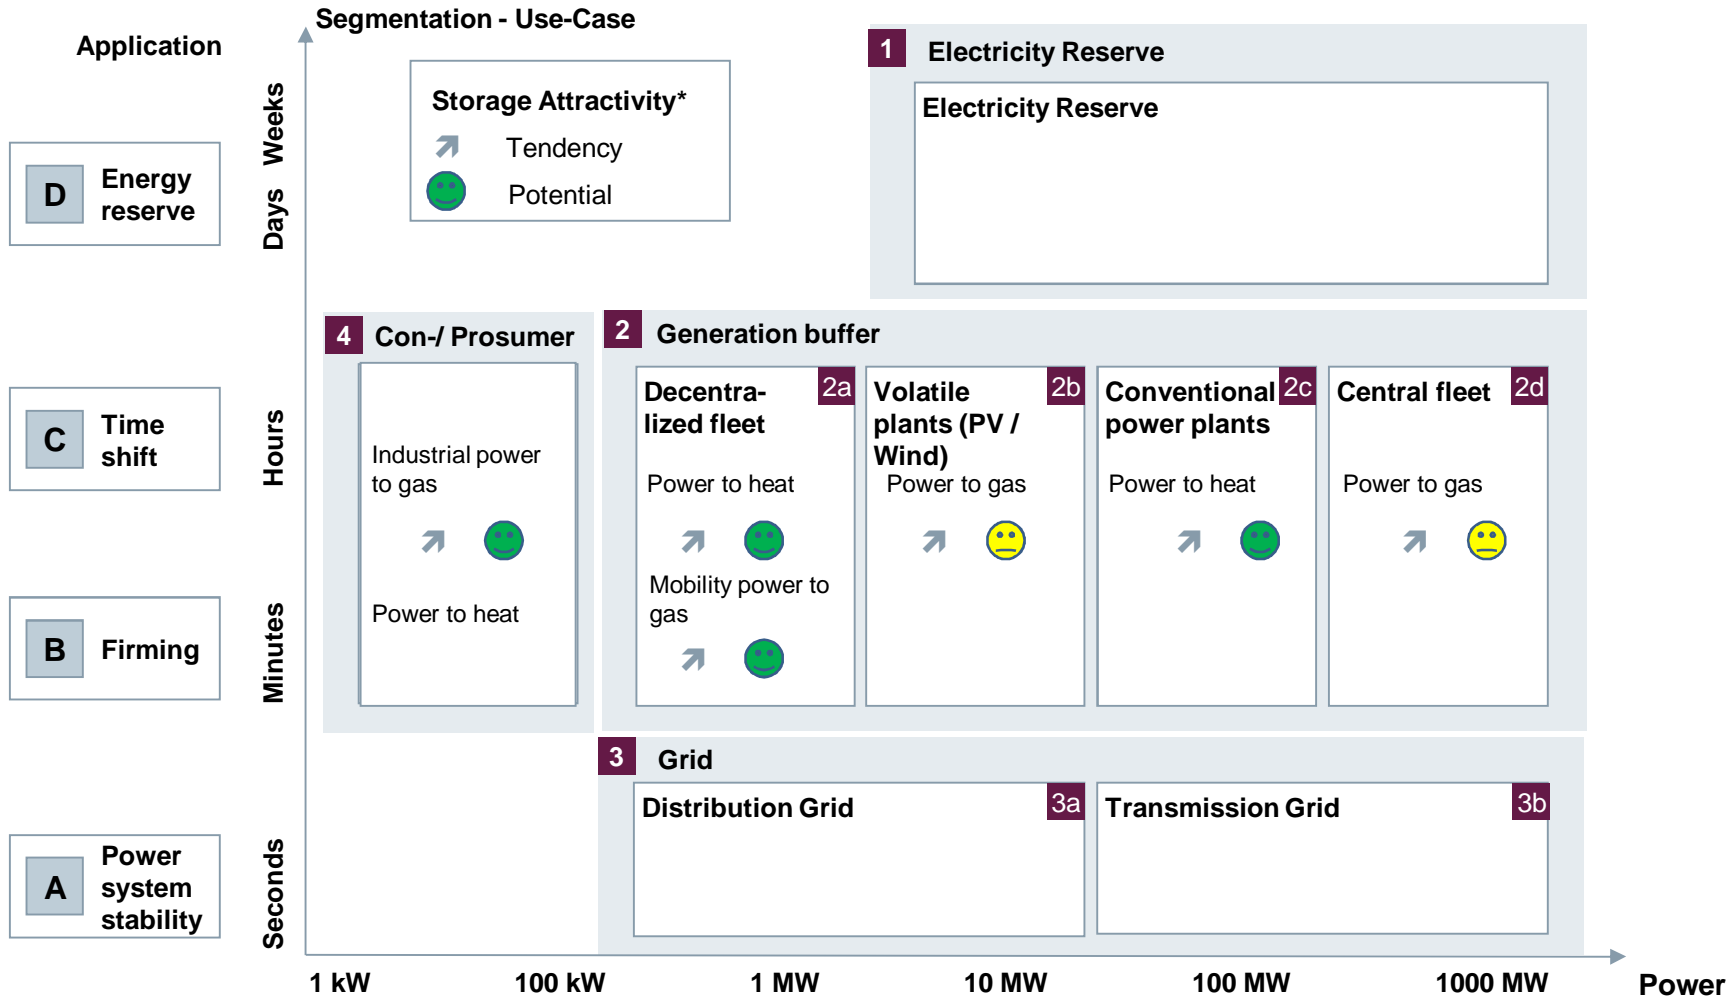 Segmentation - Use-Case
Application
Storage Attractivity*
Tendency
Potential
1
Electricity Reserve
Electricity Reserve
Weeks
Days
D
Energy
reserve
4
Con-/ Prosumer
Industrial power
to gas
Power to heat
2
Generation buffer
Decentra-
lized fleet
2a
Power to heat
Mobility power to
gas
Volatile
plants (PV /
Wind)
2b
Power to gas
Conventional
power plants
2c
Power to heat
Central fleet
2d
Power to gas
C
Time
shift
Hours
B
Firming
Minutes
3
Grid
Distribution Grid
3a
Transmission Grid
3b
A
Power
system
stability
Seconds
1 kW
100 kW
1 MW
10 MW
100 MW
1000 MW
Power